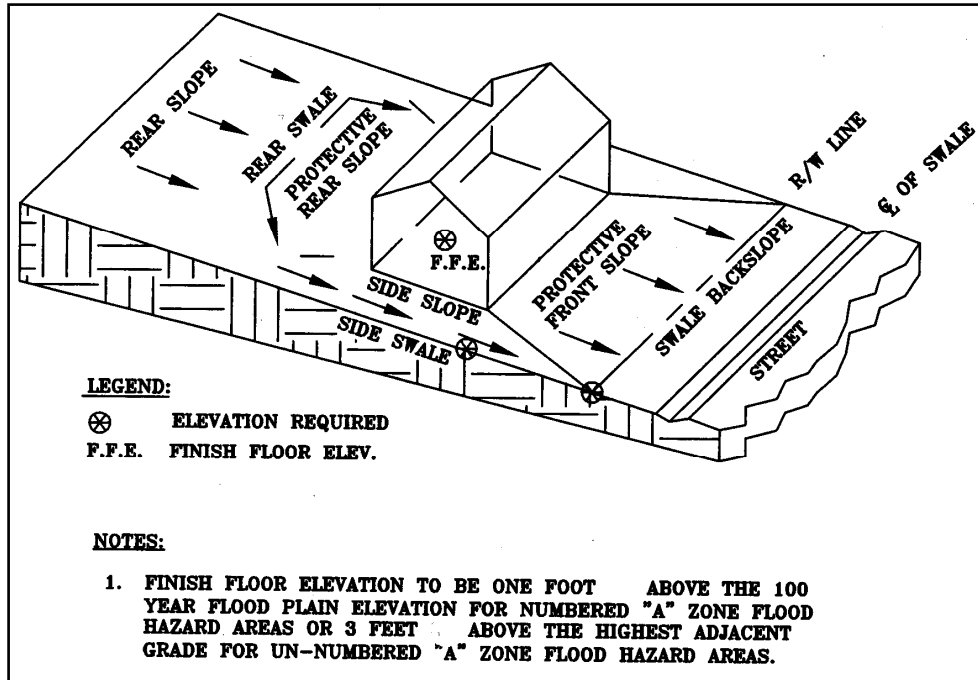 REAR SLOPE
REAR SWALE
PROTECTIVE
REAR SLOPE
R/W LINE
℄ OF SWALE
F.F.E.
SIDE SLOPE
SIDE SWALE
PROTECTIVE
FRONT SLOPE
SWALE BACKSLOPE
STREET
LEGEND:
ELEVATION REQUIRED
F.F.E. FINISH FLOOR ELEV.
NOTES:
1. FINISH FLOOR ELEVATION TO BE ONE FOOT ABOVE THE 100
YEAR FLOOD PLAIN ELEVATION FOR NUMBERED "A" ZONE FLOOD
HAZARD AREAS OR 3 FEET ABOVE THE HIGHEST ADJACENT
GRADE FOR UN-NUMBERED "A" ZONE FLOOD HAZARD AREAS.